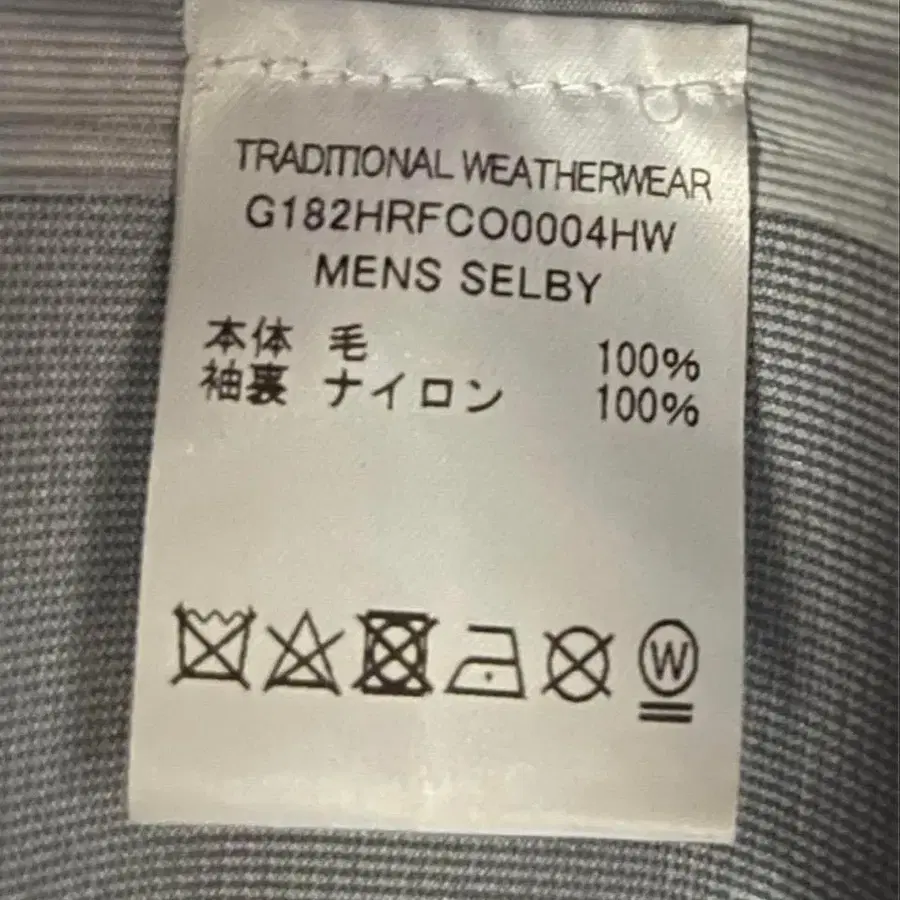 TRADITIONAL WEATHERWEAR
G182HRFCO0004HW
MENS SELBY
本体 毛 100%
袖裏 ナイロン 100%
W